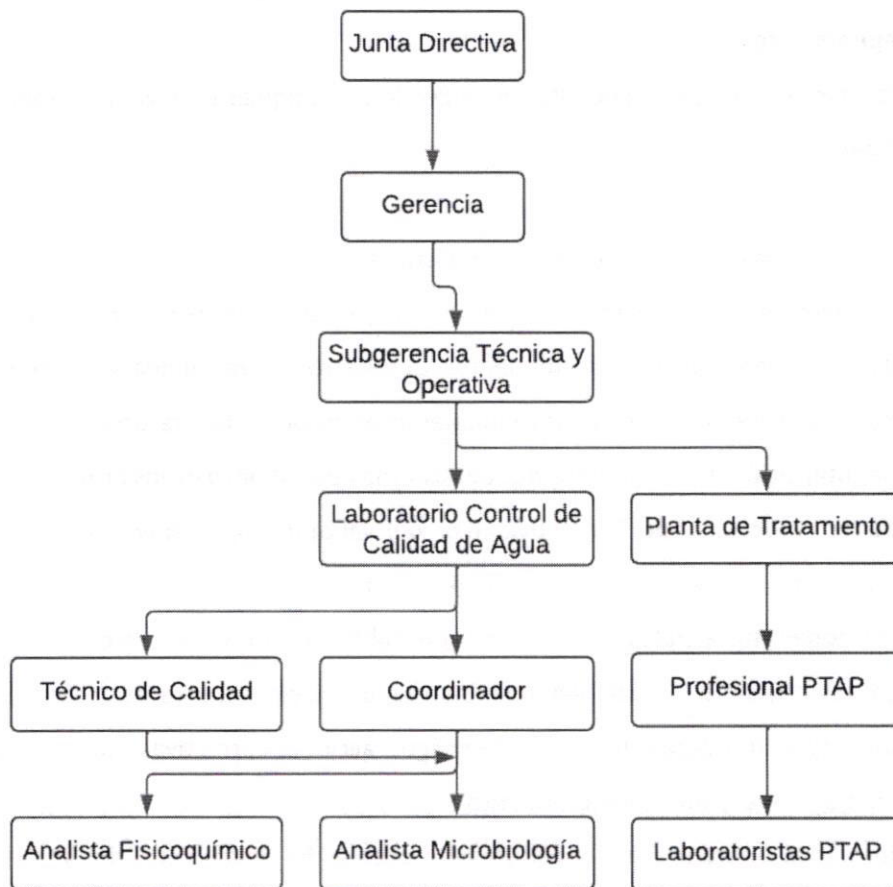 Junta Directiva
Gerencia
Subgerencia Técnica y
Operativa
Laboratorio Control de
Calidad de Agua
Planta de Tratamiento
Técnico de Calidad
Coordinador
Profesional PTAP
Analista Fisicoquímico
Analista Microbiología
Laboratoristas PTAP